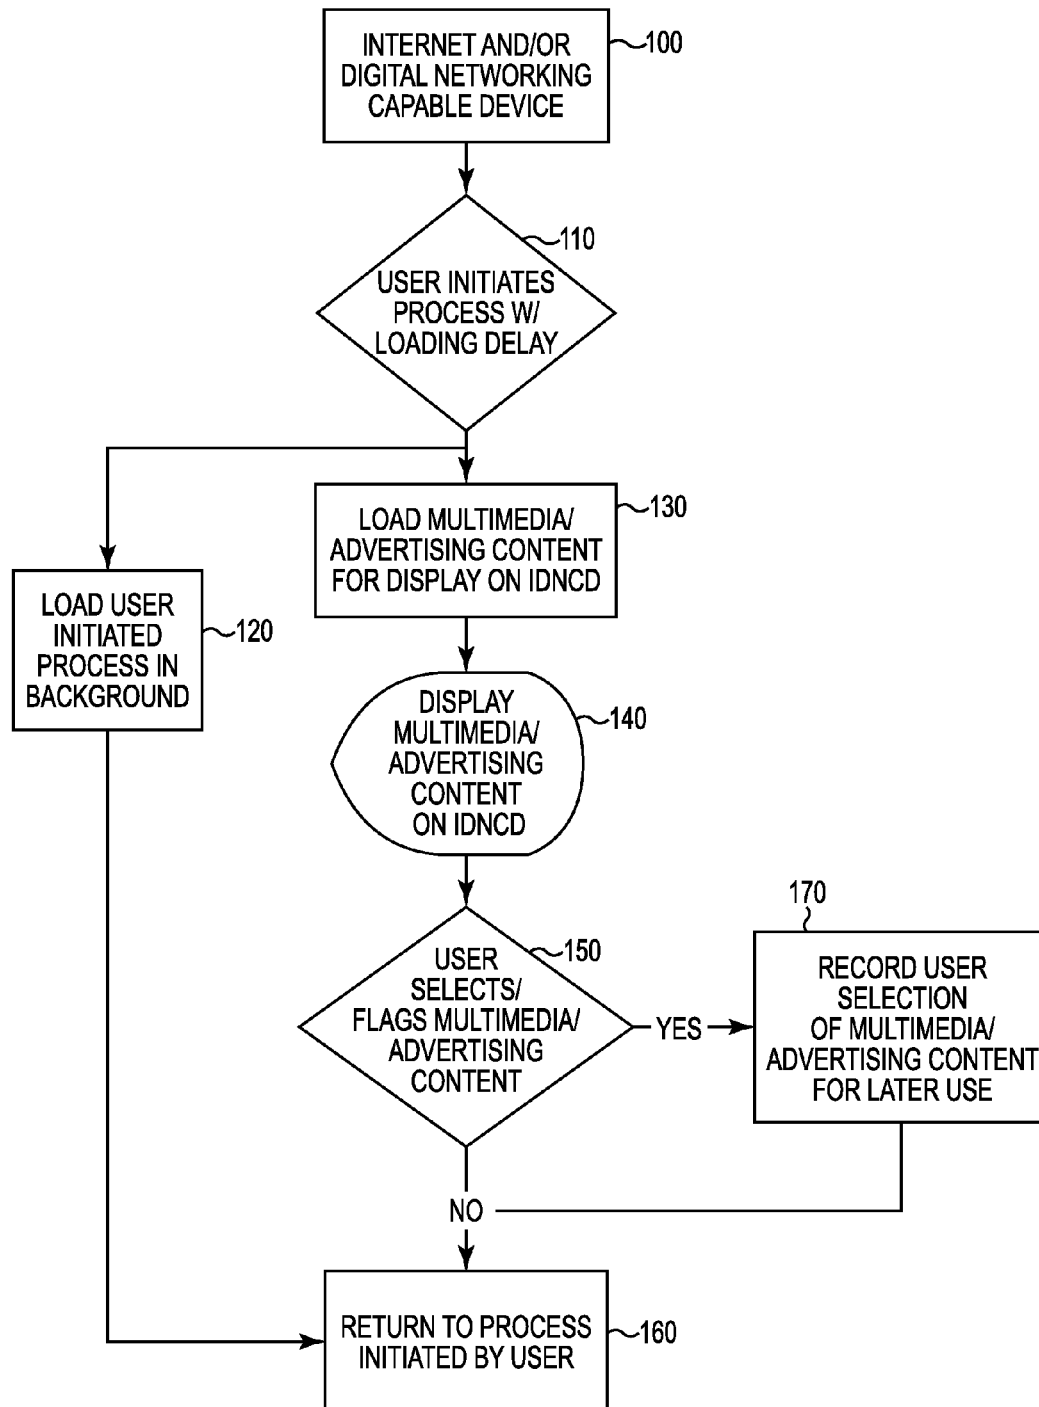 INTERNET AND/OR
DIGITAL NETWORKING
CAPABLE DEVICE
100
110
USER INITIATES
PROCESS W/
LOADING DELAY
LOAD MULTIMEDIA/
ADVERTISING CONTENT
FOR DISPLAY ON IDNCD
130
LOAD USER
INITIATED
PROCESS IN
BACKGROUND
120
DISPLAY
MULTIMEDIA/
ADVERTISING
CONTENT
ON IDNCD
140
USER
SELECTS/
FLAGS MULTIMEDIA/
ADVERTISING
CONTENT
150
YES
170
RECORD USER
SELECTION
OF MULTIMEDIA/
ADVERTISING CONTENT
FOR LATER USE
NO
RETURN TO PROCESS
INITIATED BY USER
160